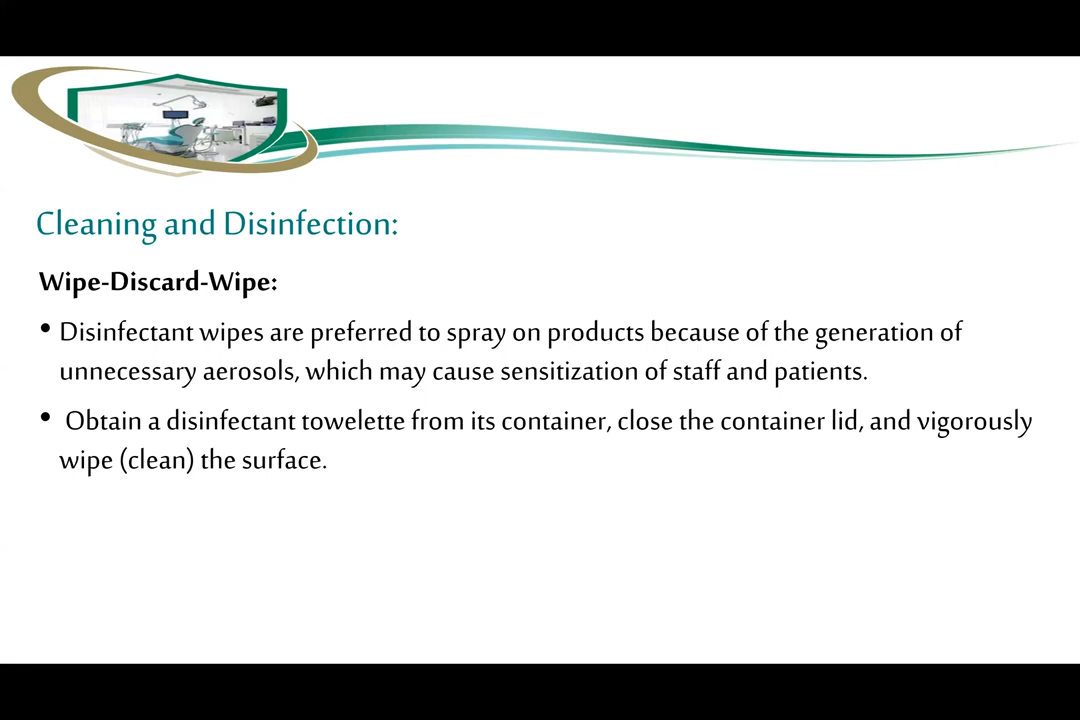 Cleaning and Disinfection:
Wipe-Discard-Wipe:
• Disinfectant wipes are preferred to spray on products because of the generation of
unnecessary aerosols, which may cause sensitization of staff and patients.
• Obtain a disinfectant towelette from its container, close the container lid, and vigorously
wipe (clean) the surface.